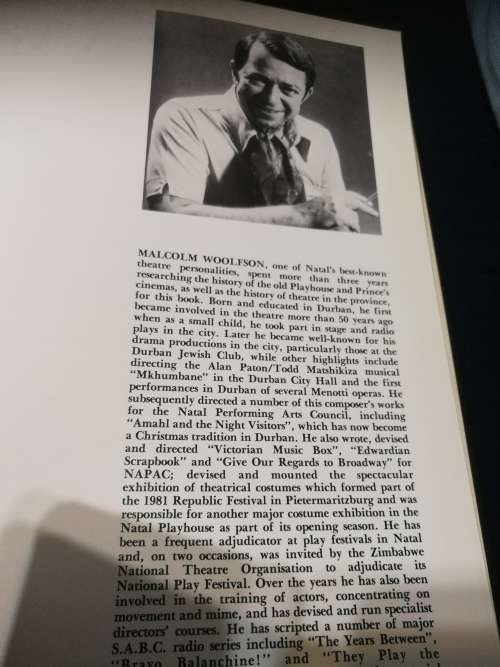 MALCOLM WOOLFSON, one of Natal's best-known
theatre personalities, spent more than three years
researching the history of the old Playhouse and Prince's
cinemas, as well as the history of theatre in the province,
for this book. Born and educated in Durban, he first
became involved in the theatre more than 50 years ago
when as a small child, he took part in stage and radio
plays in the city. Later he became well-known for his
drama productions in the city, particularly those at the
Durban Jewish Club, while other highlights include
directing the Alan Paton/Todd Matshikiza musical
"Mkhumbane" in the Durban City Hall and the first
performances in Durban of several Menotti operas. He
subsequently directed a number of this composer's works
for the Natal Performing Arts Council, including
"Amahl and the Night Visitors", which has now become
a Christmas tradition in Durban. He also wrote, devised
and directed "Victorian Music Box", "Edwardian
Scrapbook" and "Give Our Regards to Broadway" for
NAPAC; devised and mounted the spectacular
exhibition of theatrical costumes which formed part of
the 1981 Republic Festival in Pietermaritzburg and was
responsible for another major costume exhibition in the
Natal Playhouse as part of its opening season. He has
been a frequent adjudicator at play festivals in Natal
and, on two occasions, was invited by the Zimbabwe
National Theatre Organisation to adjudicate its
National Play Festival. Over the years he has also been
involved in the training of actors, concentrating on
movement and mime, and has devised and run specialist
directors' courses. He has scripted a number of major
S.A.B.C. radio series including "The Years Between",
"Bravo Balanchine!" and "They Play the